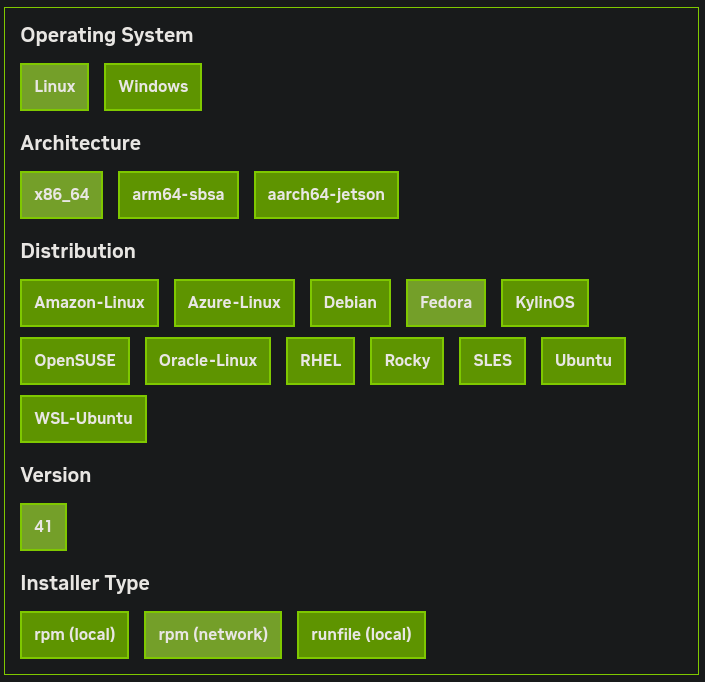 Operating System
Linux Windows
Architecture
x86_64 arm64-sbsa aarch64-jetson
Distribution
Amazon-Linux Azure-Linux Debian Fedora KylinOS
OpenSUSE Oracle-Linux RHEL Rocky SLES Ubuntu
WSL-Ubuntu
Version
41
Installer Type
rpm (local) rpm (network) runfile (local)